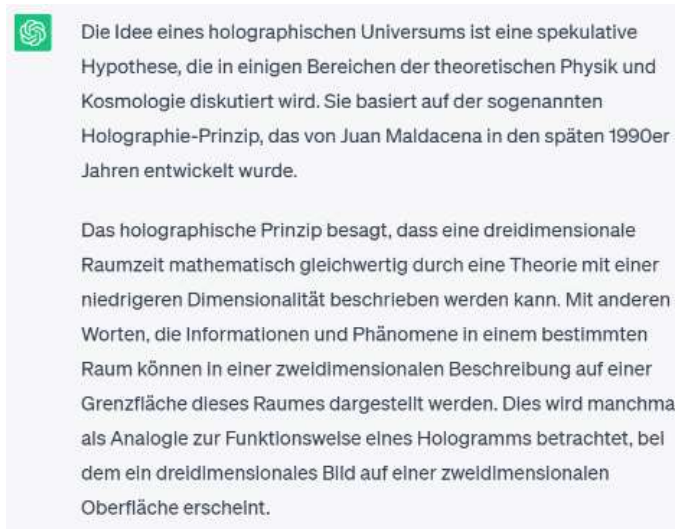 Die Idee eines holographischen Universums ist eine spekulative
Hypothese, die in einigen Bereichen der theoretischen Physik und
Kosmologie diskutiert wird. Sie basiert auf der sogenannten
Holographie-Prinzip, das von Juan Maldacena in den späten 1990er
Jahren entwickelt wurde.
Das holographische Prinzip besagt, dass eine dreidimensionale
Raumzeit mathematisch gleichwertig durch eine Theorie mit einer
niedrigeren Dimensionalität beschrieben werden kann. Mit anderen
Worten, die Informationen und Phänomene in einem bestimmten
Raum können in einer zweidimensionalen Beschreibung auf einer
Grenzfläche dieses Raumes dargestellt werden. Dies wird manchma
als Analogie zur Funktionsweise eines Hologramms betrachtet, bei
dem ein dreidimensionales Bild auf einer zweidimensionalen
Oberfläche erscheint.